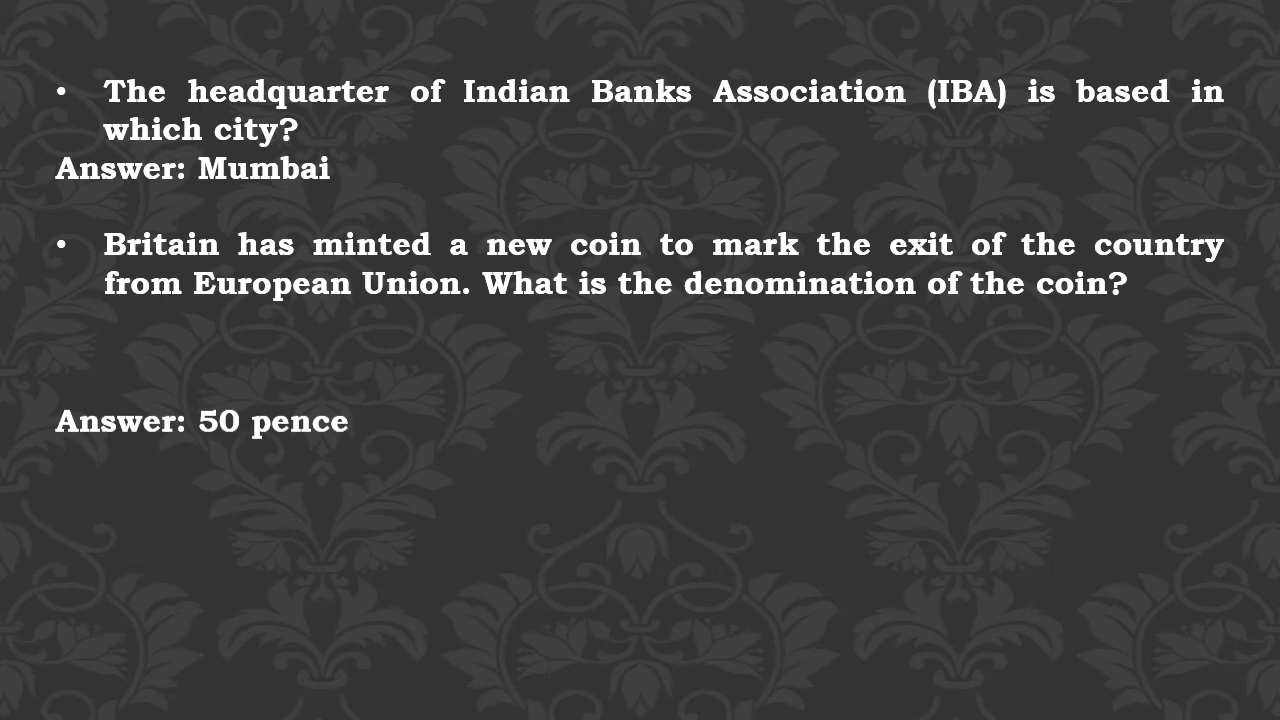 • The headquarter of Indian Banks Association (IBA) is based in
which city?
Answer: Mumbai
• Britain has minted a new coin to mark the exit of the country
from European Union. What is the denomination of the coin?
Answer: 50 pence